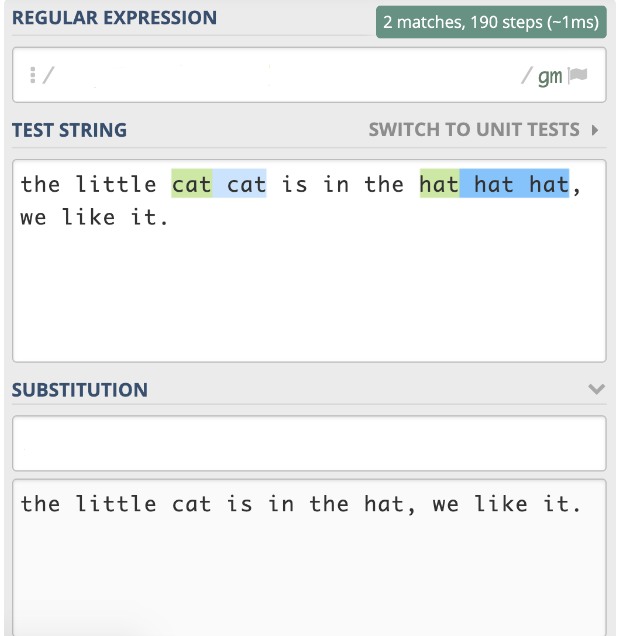 REGULAR EXPRESSION
2 matches, 190 steps (~1ms)
/ / gm
TEST STRING
SWITCH TO UNIT TESTS
the little cat cat is in the hat hat hat,
we like it.
SUBSTITUTION
the little cat is in the hat, we like it.